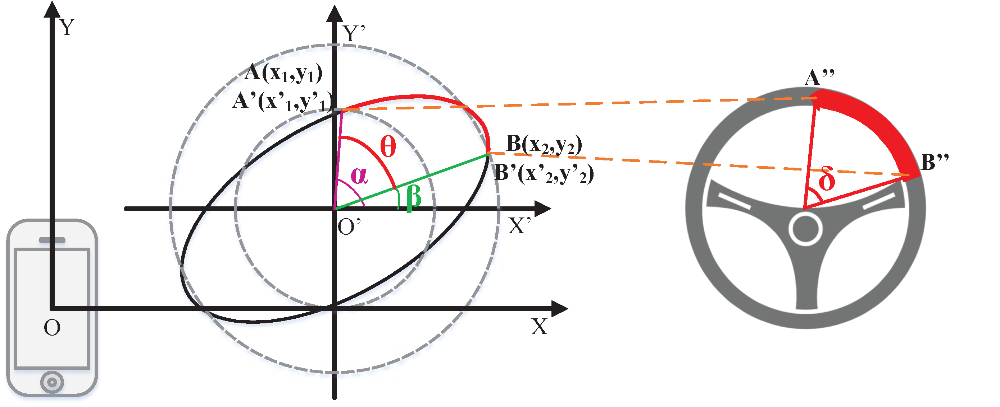 Y
Y’
A(x₁,y₁)
A’(x’₁,y’₁)
A’’
θ
B(x₂,y₂)
B’(x’₂,y’₂)
B’’
α
β
δ
O’
X’
O
X